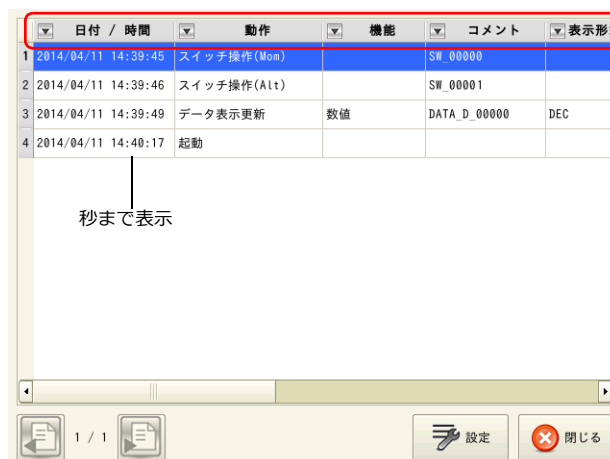 日付 / 時間 動作 機能 コメント 表示形
1 2014/04/11 14:39:45 スイッチ操作(Mom) SW_00000
2 2014/04/11 14:39:46 スイッチ操作(Alt) SW_00001
3 2014/04/11 14:39:49 データ表示更新 数値 DATA_D_00000 DEC
4 2014/04/11 14:40:17 起動
秒まで表示
1 / 1 設定 閉じる